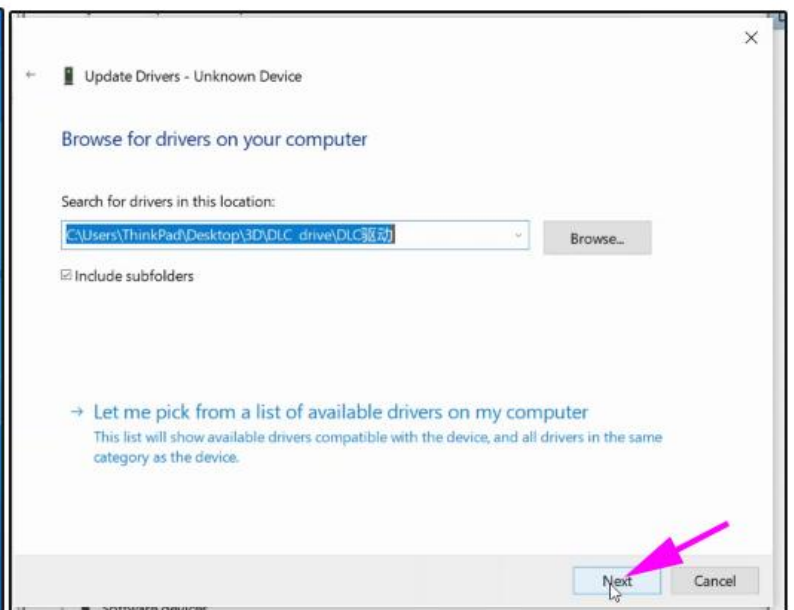 Update Drivers - Unknown Device
Browse for drivers on your computer
Search for drivers in this location:
C:\Users\ThinkPad\Desktop\3D\DLC drive\DLC驱动
Browse...
Include subfolders
→ Let me pick from a list of available drivers on my computer
This list will show available drivers compatible with the device, and all drivers in the same
category as the device.
Next
Cancel
Software devices